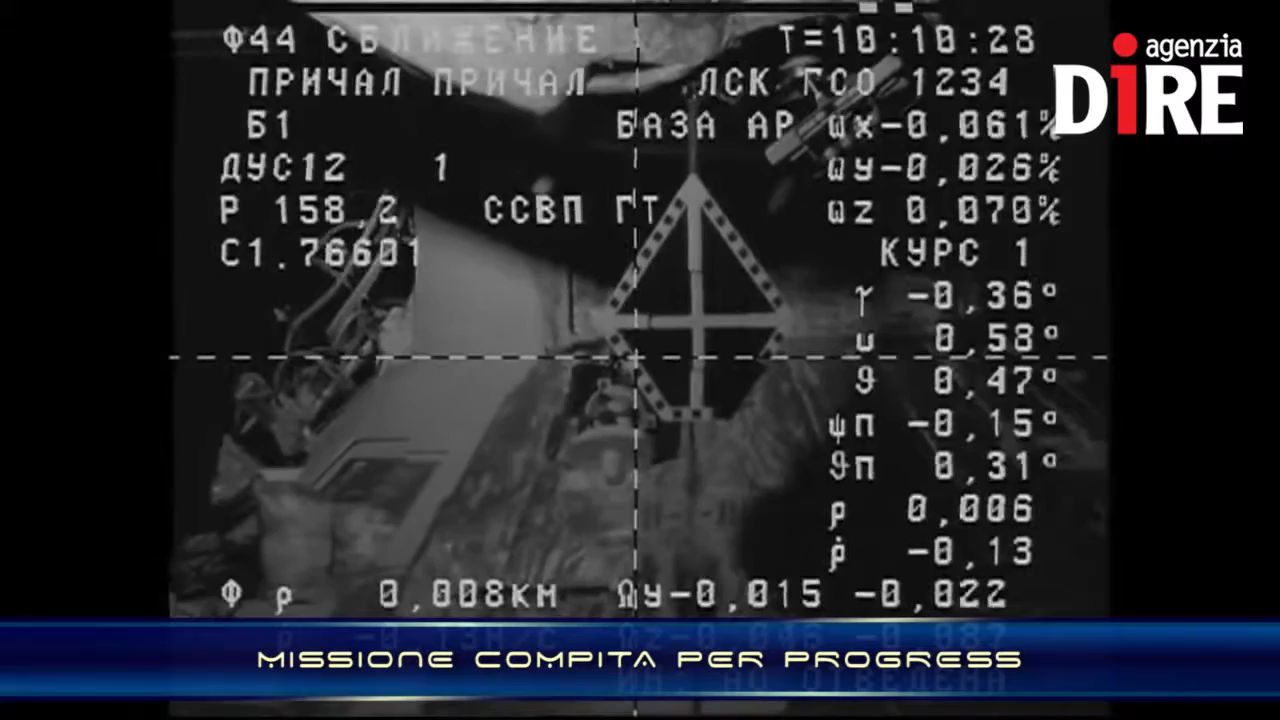 Ф44 СБЛИЖЕНИЕ T=10:10:28
agenzia
DiRE
ПРИЧАЛ ПРИЧАЛ ЛСК ГСО 1234
Б1 БАЗА АР ωx-0,061%
ДУС12 1 ωy-0,026%
Р 158,2 ССВП ГТ ωz 0,070%
С1.76601 КУРС 1
γ -0,36°
u 0,58°
ϑ 0,47°
ψП -0,15°
ϑП 0,31°
ρ 0,006
ρ̇ -0,13
Ф ρ 0,008км Ωy-0,015 -0,022
MISSIONE COMPITA PER PROGRESS